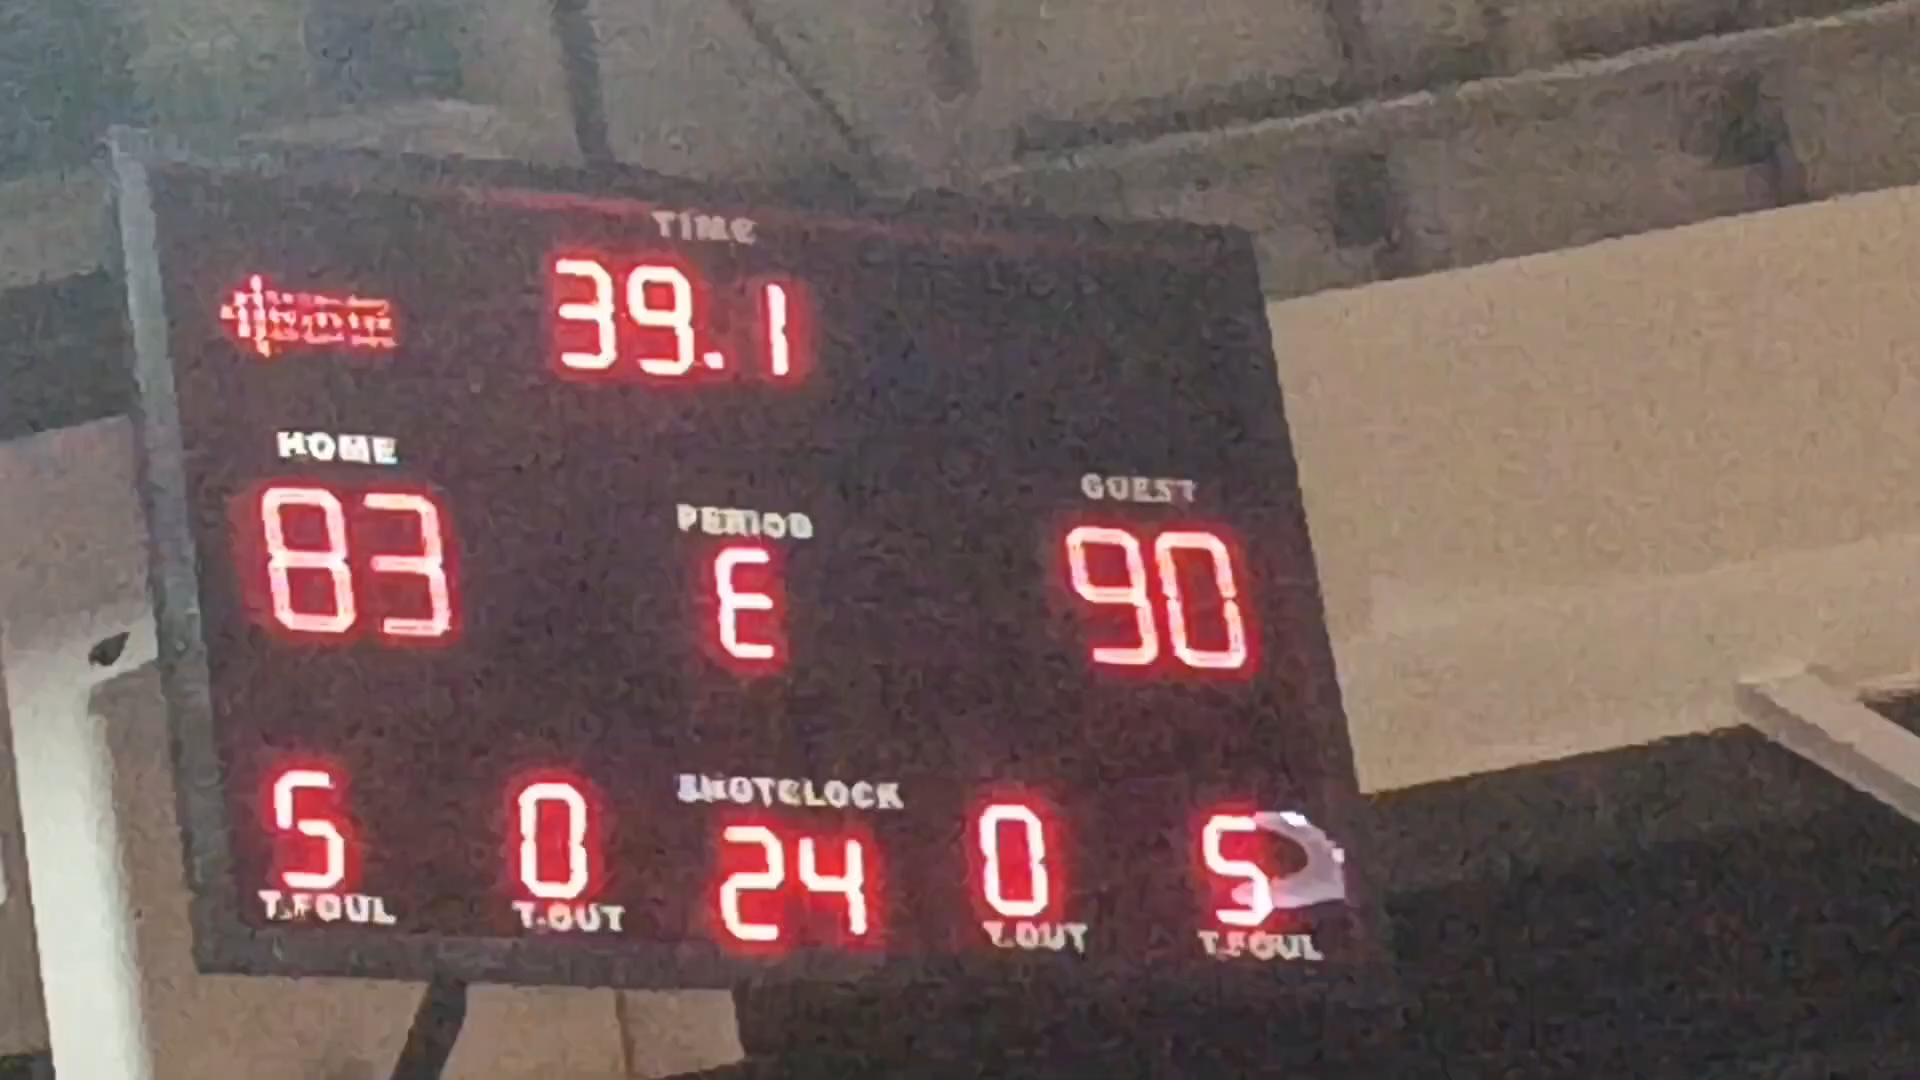 TIME
39.1
HOME
GUEST
83
PERIOD
90
E
SHOTCLOCK
5
0
24
0
5
T.FOUL
T.OUT
T.OUT
T.FOUL